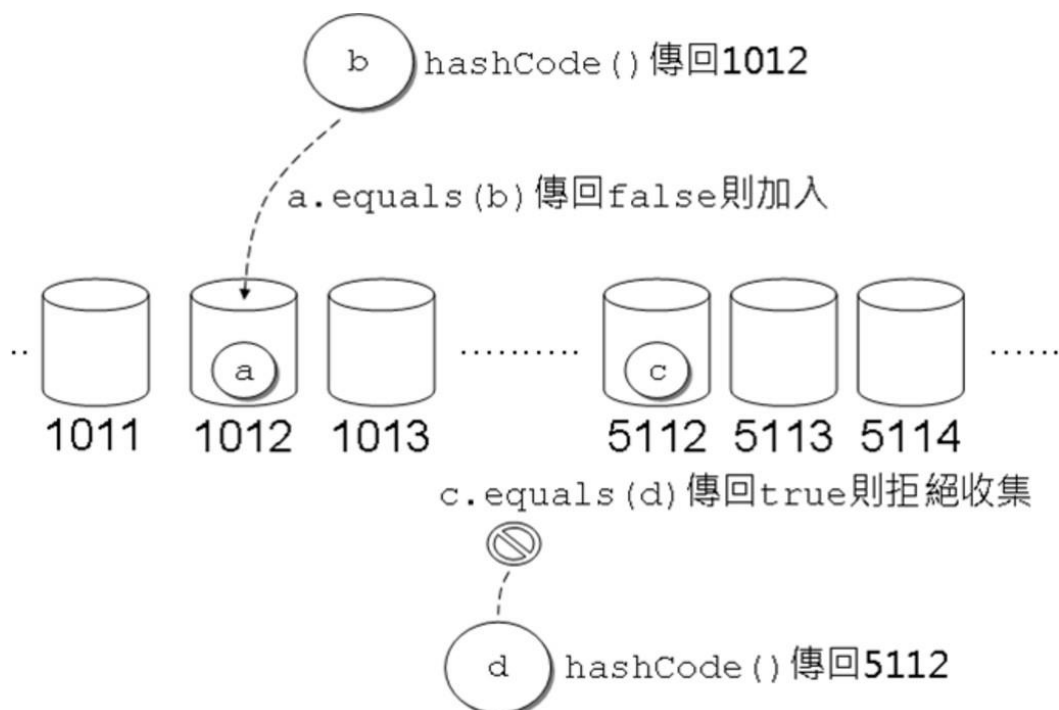 b hashCode()傳回1012
a.equals(b)傳回false則加入
a c
1011 1012 1013 5112 5113 5114
c.equals(d)傳回true則拒絕收集
d hashCode()傳回5112